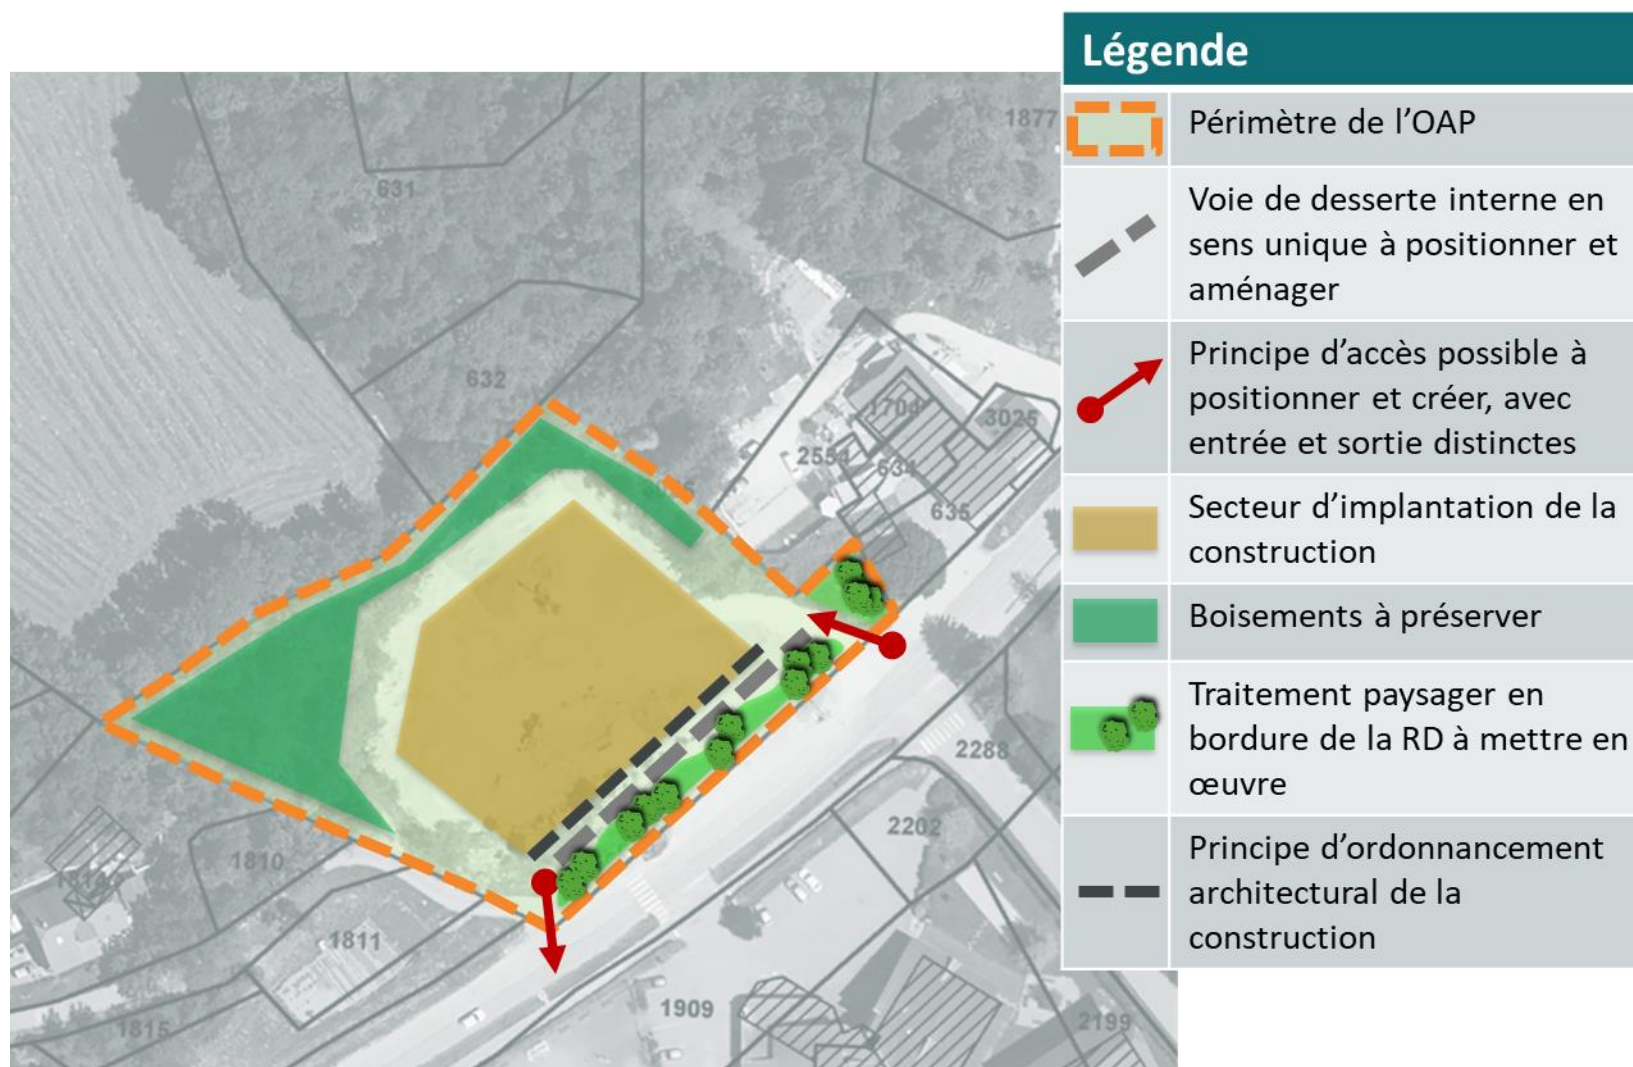 Légende
Périmètre de l'OAP
Voie de desserte interne en
sens unique à positionner et
aménager
Principe d'accès possible à
positionner et créer, avec
entrée et sortie distinctes
Secteur d'implantation de la
construction
Boisements à préserver
Traitement paysager en
bordure de la RD à mettre en
œuvre
Principe d'ordonnancement
architectural de la
construction
1877
631
632
1704
3025
2554
634
635
2288
2202
1810
1811
1909
1815
2199